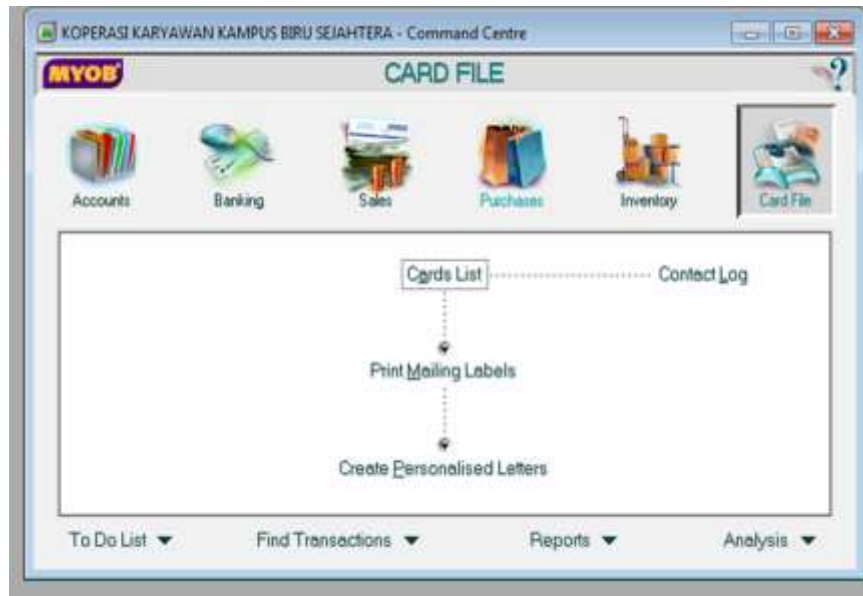 KOPERASI KARYAWAN KAMPUS BIRU SEJAHTERA - Command Centre
MYOB
CARD FILE
?
Accounts
Banking
Sales
Purchases
Inventory
Card File
Cards List
Contact Log
Print Mailing Labels
Create Personalised Letters
To Do List
Find Transactions
Reports
Analysis